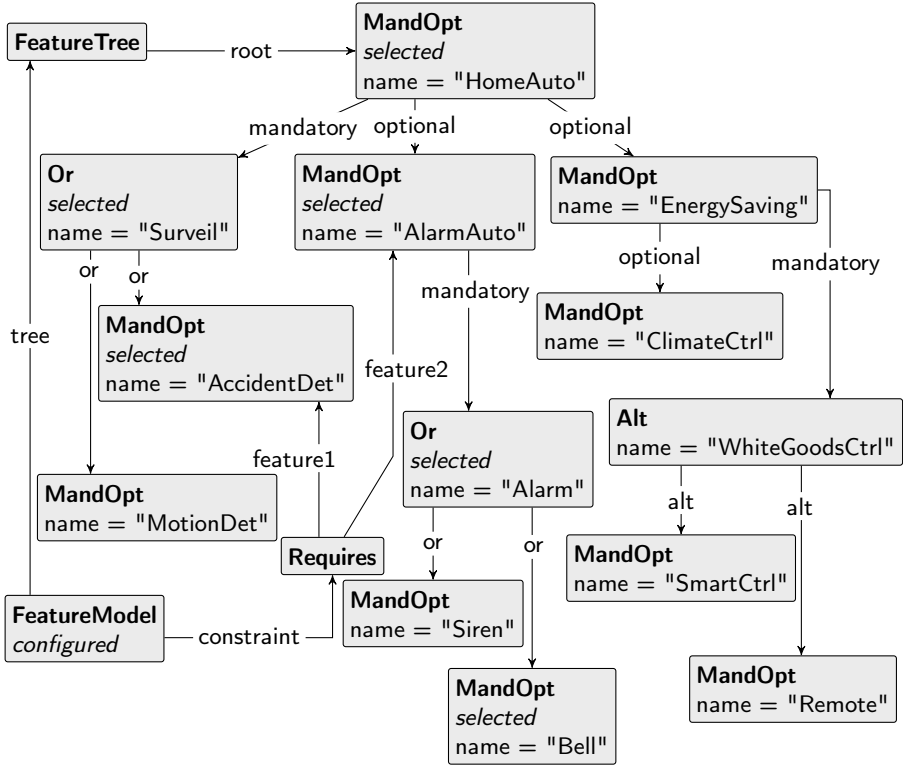 FeatureTree
root
MandOpt
selected
name = "HomeAuto"
mandatory
optional
optional
Or
selected
name = "Surveil"
MandOpt
selected
name = "AlarmAuto"
MandOpt
name = "EnergySaving"
or
or
mandatory
optional
mandatory
MandOpt
selected
name = "AccidentDet"
MandOpt
name = "ClimateCtrl"
tree
feature2
feature1
Or
selected
name = "Alarm"
Alt
name = "WhiteGoodsCtrl"
MandOpt
name = "MotionDet"
Requires
or
or
alt
alt
MandOpt
name = "SmartCtrl"
FeatureModel
configured
constraint
MandOpt
name = "Siren"
MandOpt
selected
name = "Bell"
MandOpt
name = "Remote"